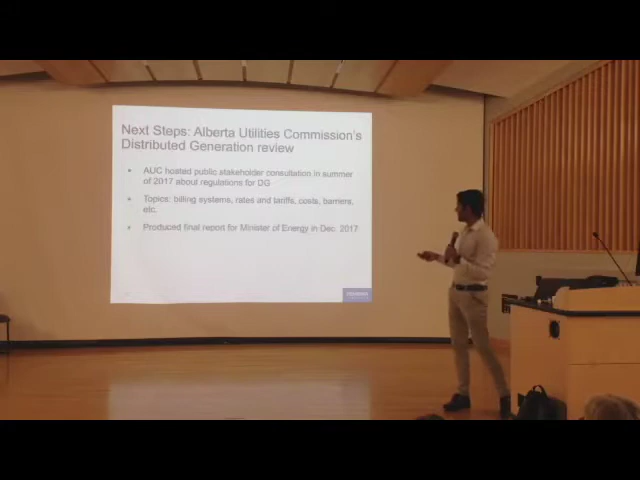 Next Steps: Alberta Utilities Commission's
Distributed Generation review
• AUC hosted public stakeholder consultation in summer
of 2017 about regulations for DG
• Topics: billing systems, rates and tariffs, costs, barriers,
etc.
• Produced final report for Minister of Energy in Dec. 2017